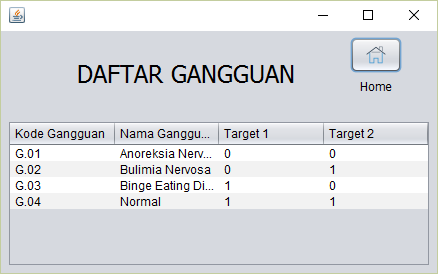 DAFTAR GANGGUAN
Home
Kode Gangguan Nama Ganggu... Target 1 Target 2
G.01 Anoreksia Nerv... 0 0
G.02 Bulimia Nervosa 0 1
G.03 Binge Eating Di... 1 0
G.04 Normal 1 1